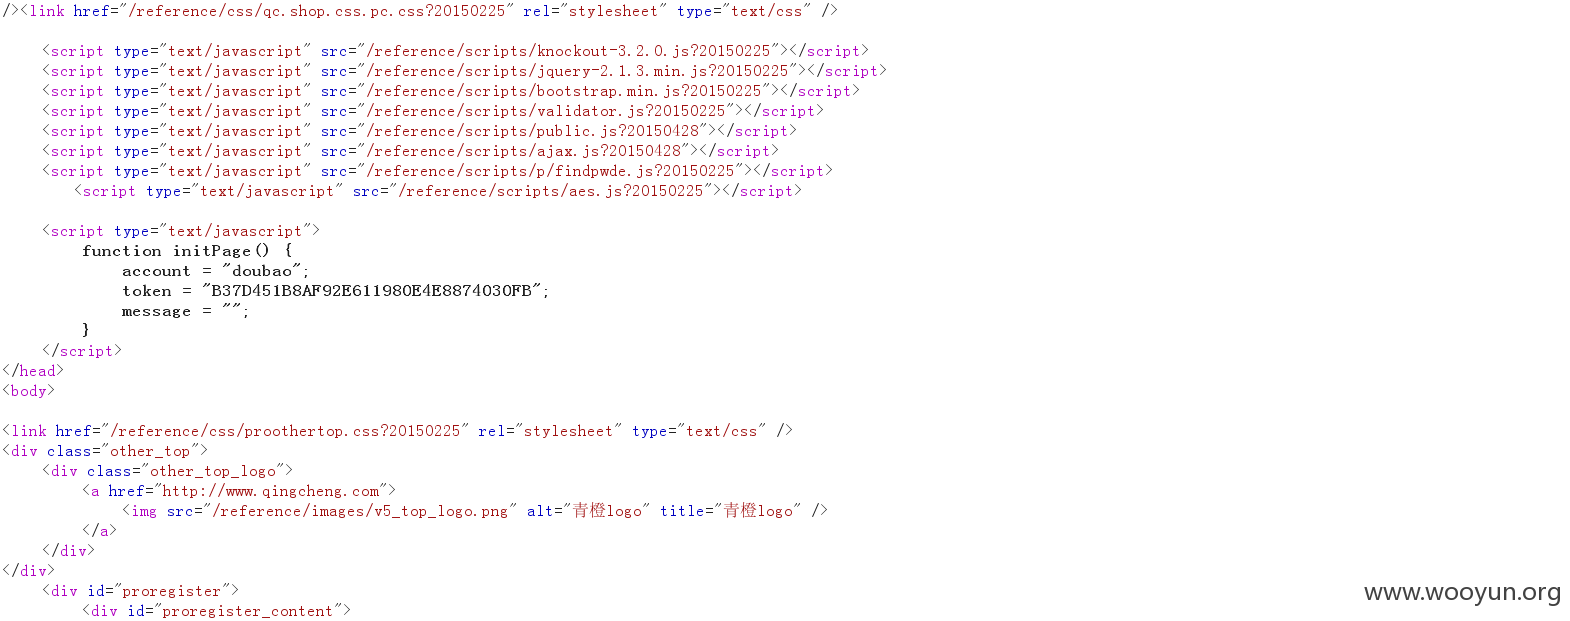 /><link href="/reference/css/qc.shop.css.pc.css?20150225" rel="stylesheet" type="text/css" />
<script type="text/javascript" src="/reference/scripts/knockout-3.2.0.js?20150225"></script>
<script type="text/javascript" src="/reference/scripts/jquery-2.1.3.min.js?20150225"></script>
<script type="text/javascript" src="/reference/scripts/bootstrap.min.js?20150225"></script>
<script type="text/javascript" src="/reference/scripts/validator.js?20150225"></script>
<script type="text/javascript" src="/reference/scripts/public.js?20150428"></script>
<script type="text/javascript" src="/reference/scripts/ajax.js?20150428"></script>
<script type="text/javascript" src="/reference/scripts/p/findpwde.js?20150225"></script>
<script type="text/javascript" src="/reference/scripts/aes.js?20150225"></script>
<script type="text/javascript">
function initPage() {
account = "doubao";
token = "B37D451B8AF92E611980E4E8874030FB";
message = "";
}
</script>
</head>
<body>
<link href="/reference/css/proothertop.css?20150225" rel="stylesheet" type="text/css" />
<div class="other_top">
<div class="other_top_logo">
<a href="http://www.qingcheng.com">
<img src="/reference/images/v5_top_logo.png" alt="青橙logo" title="青橙logo" />
</a>
</div>
</div>
<div id="proregister">
<div id="proregister_content">
www.wooyun.org